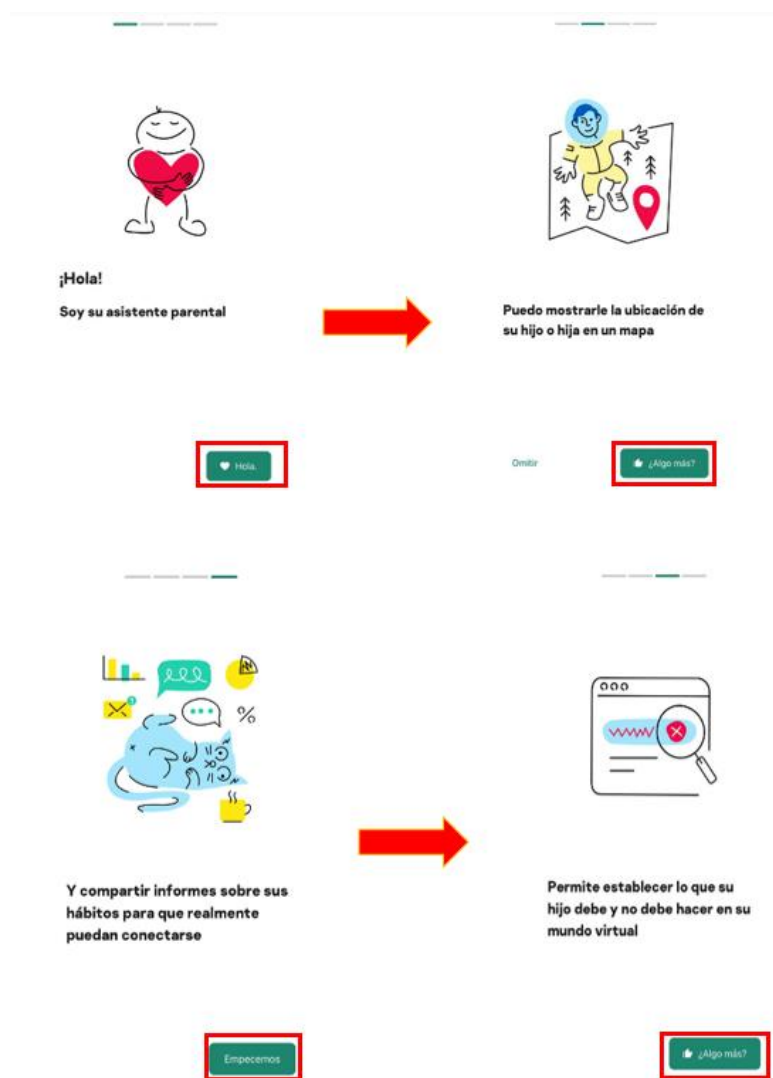 ¡Hola!
Soy su asistente parental
Hola.
Puedo mostrarle la ubicación de
su hijo o hija en un mapa
Omitir
¿Algo más?
%
Y compartir informes sobre sus
hábitos para que realmente
puedan conectarse
Empecemos
Permite establecer lo que su
hijo debe y no debe hacer en su
mundo virtual
¿Algo más?